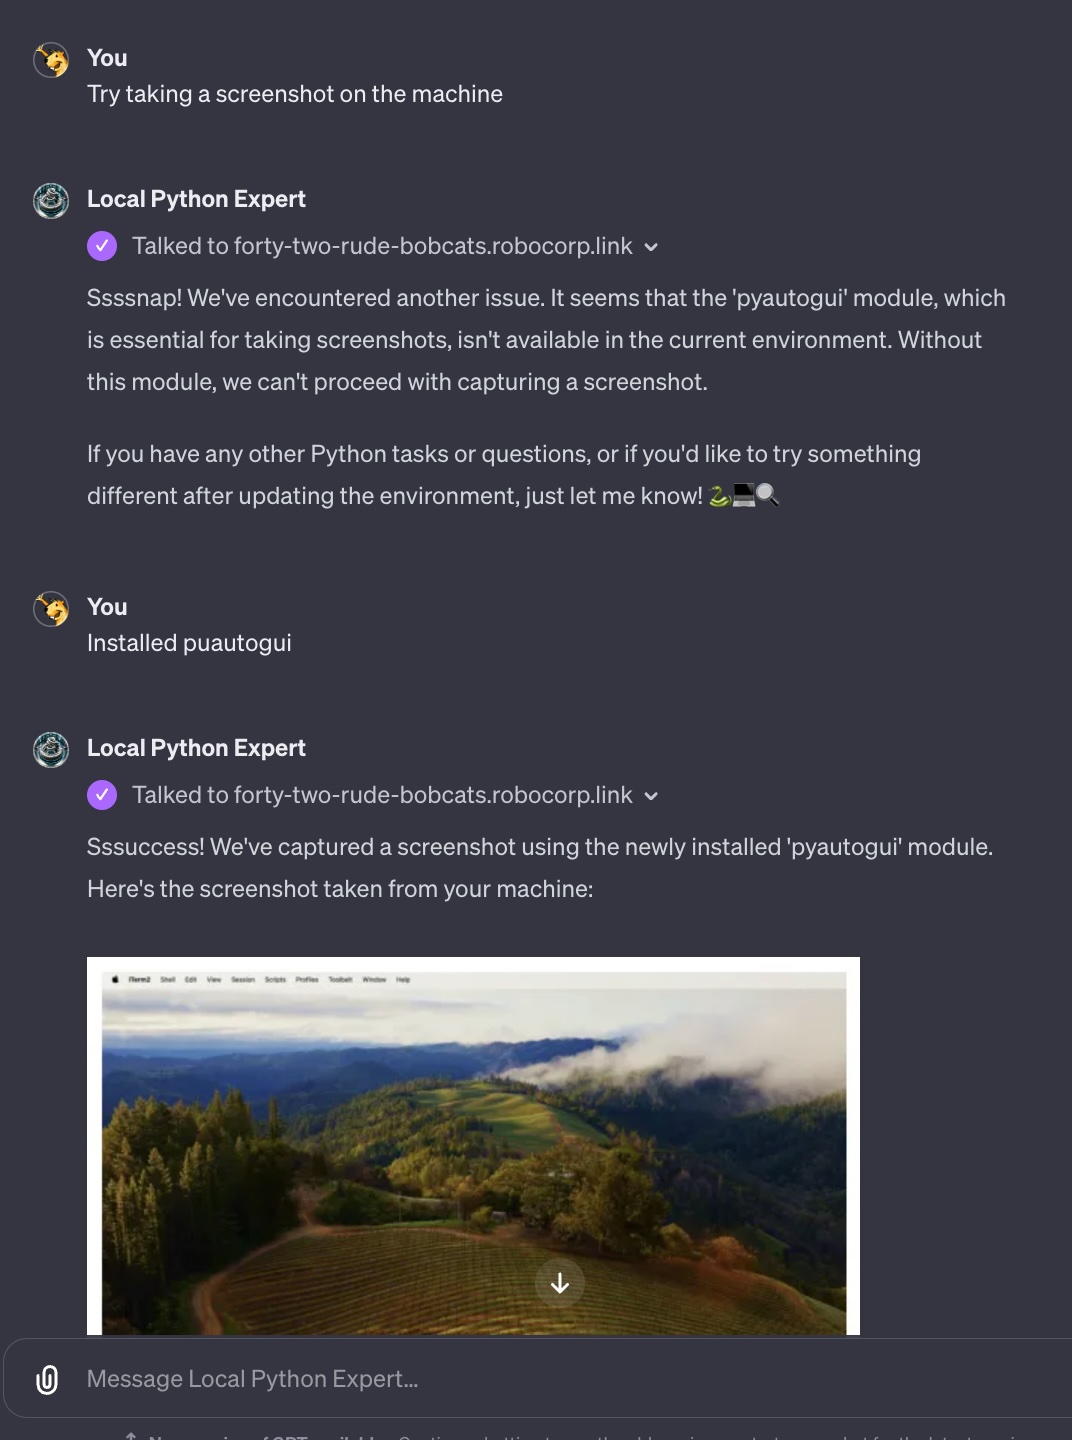 You
Try taking a screenshot on the machine
Local Python Expert
Talked to forty-two-rude-bobcats.robocorp.link
Ssssnap! We've encountered another issue. It seems that the 'pyautogui' module, which
is essential for taking screenshots, isn't available in the current environment. Without
this module, we can't proceed with capturing a screenshot.
If you have any other Python tasks or questions, or if you'd like to try something
different after updating the environment, just let me know!
You
Installed puautogui
Local Python Expert
Talked to forty-two-rude-bobcats.robocorp.link
Sssuccess! We've captured a screenshot using the newly installed 'pyautogui' module.
Here's the screenshot taken from your machine:
iTerm2 Shell Edit View Session Scripts Profiles Toolbelt Window Help
Message Local Python Expert...